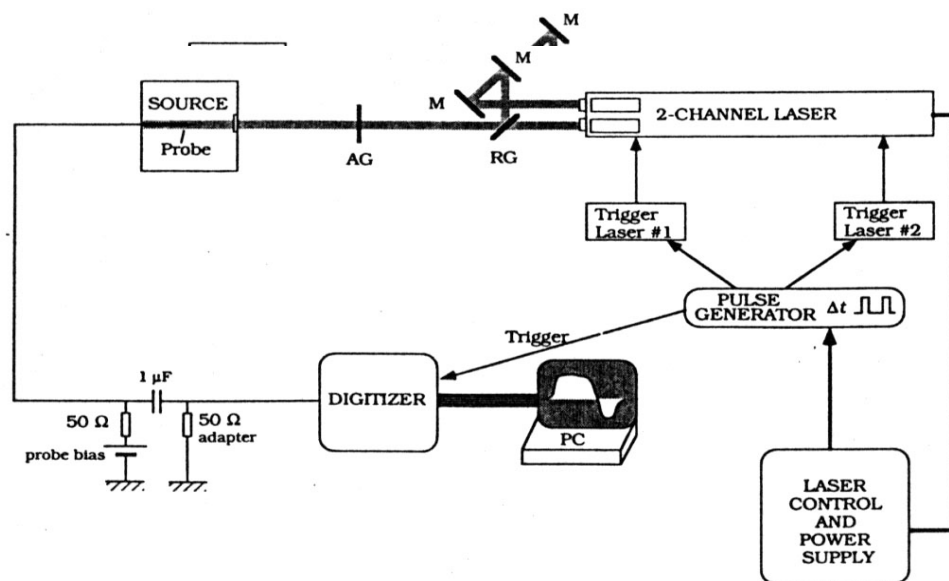 M
M
M
SOURCE
Probe
AG
RG
2-CHANNEL LASER
Trigger
Laser #1
Trigger
Laser #2
PULSE
GENERATOR Δt
Trigger
1 µF
50 Ω
50 Ω
adapter
probe bias
DIGITIZER
PC
LASER
CONTROL
AND
POWER
SUPPLY